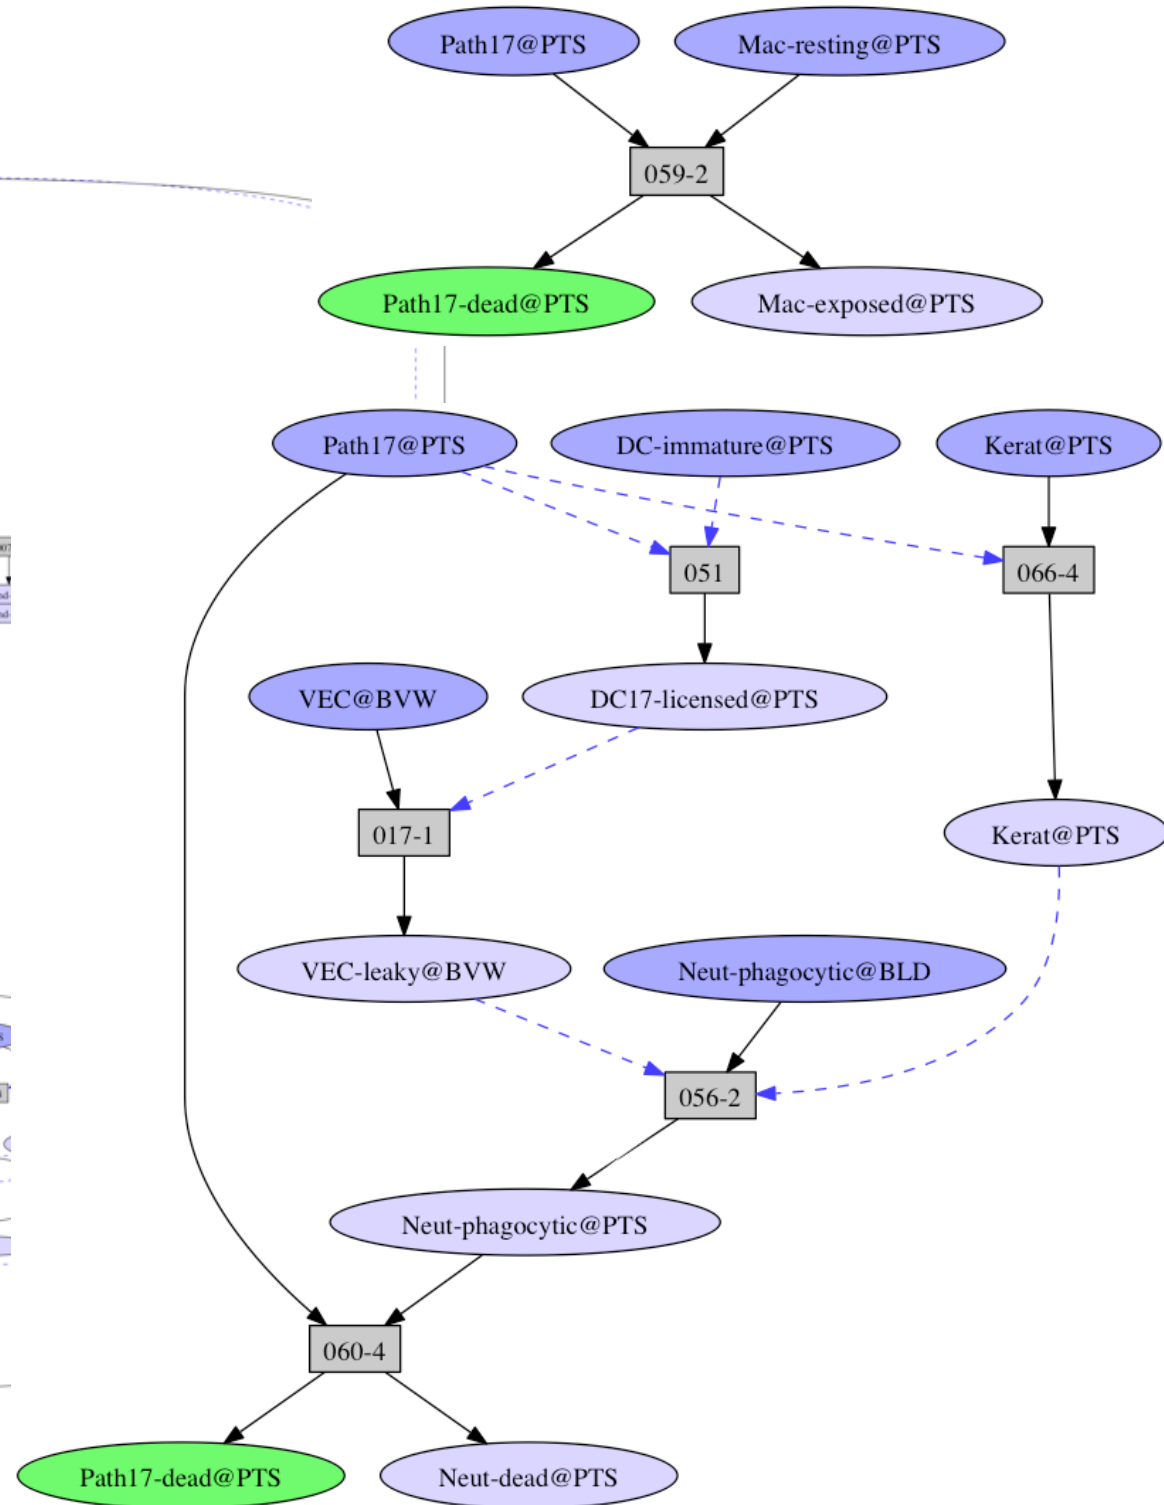 Path17@PTS
Mac-resting@PTS
059-2
Path17-dead@PTS
Mac-exposed@PTS
Path17@PTS
DC-immature@PTS
Kerat@PTS
051
066-4
VEC@BVW
DC17-licensed@PTS
017-1
Kerat@PTS
VEC-leaky@BVW
Neut-phagocytic@BLD
056-2
Neut-phagocytic@PTS
060-4
Path17-dead@PTS
Neut-dead@PTS